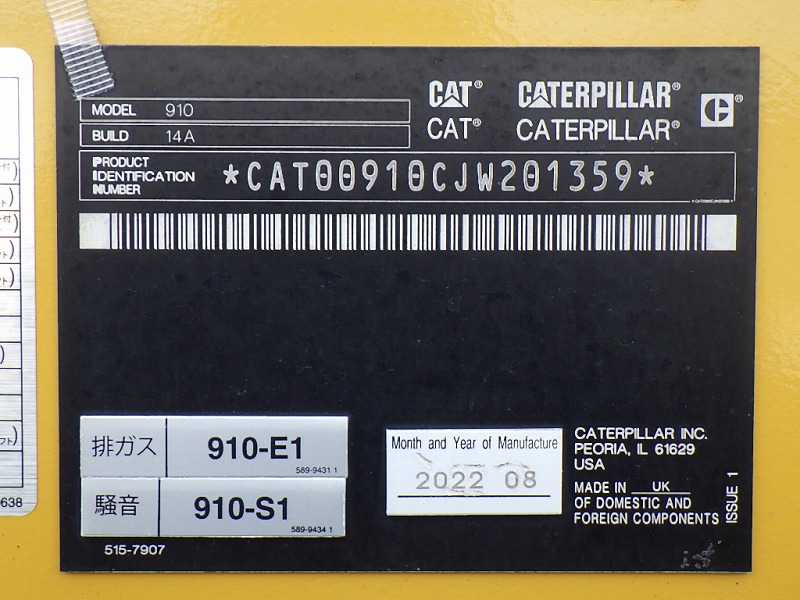 MODEL 910
BUILD 14A
CAT® CATERPILLAR® ®
CAT® CATERPILLAR®
PRODUCT IDENTIFICATION NUMBER *CAT00910CJW201359*
*CAT00910CJW201359*
排ガス 910-E1
589-9431 1
騒音 910-S1
589-9434 1
515-7907
Month and Year of Manufacture
2022 08
CATERPILLAR INC.
PEORIA, IL 61629
USA
MADE IN UK
OF DOMESTIC AND
FOREIGN COMPONENTS
ISSUE 1
638